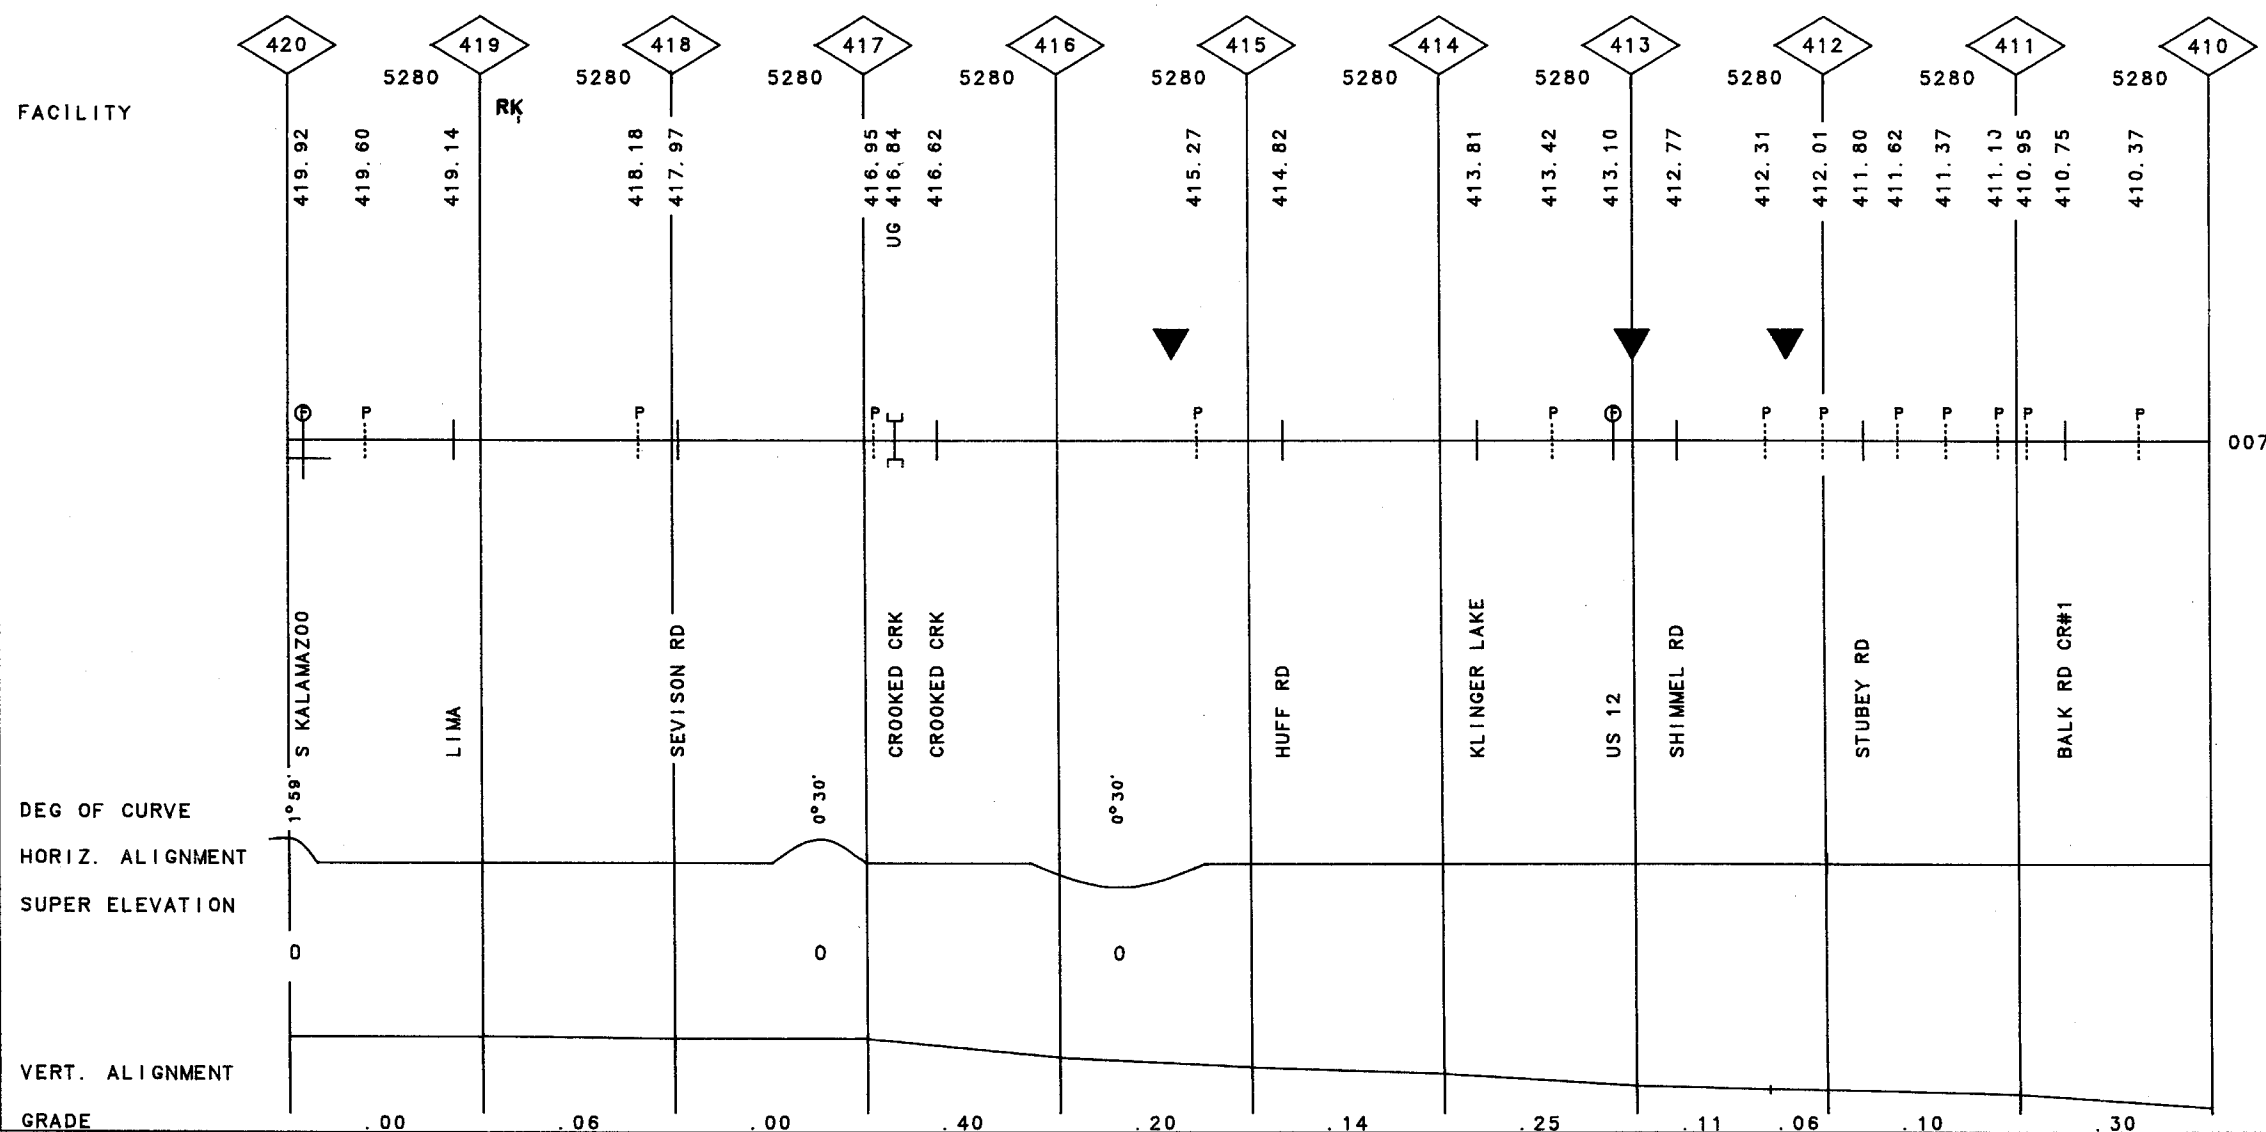 420 419 418 417 416 415 414 413 412 411 410
5280 5280 5280 5280 5280 5280 5280 5280 5280 5280
FACILITY
RK
419.92
419.60
419.14
418.18
417.97
416.95
UG 416.84
416.62
415.27
414.82
413.81
413.42
413.10
412.77
412.31
412.01
411.80
411.62
411.37
411.10
410.95
410.75
410.37
P P P P P P P P P P P P
007
S KALAMAZOO
LIMA
SEVISON RD
CROOKED CRK
CROOKED CRK
HUFF RD
KLINGER LAKE
US 12
SHIMMEL RD
STUBEY RD
BALK RD CR#1
DEG OF CURVE
1°59'
0°30'
0°30'
HORIZ. ALIGNMENT
SUPER ELEVATION
0 0 0
VERT. ALIGNMENT
GRADE .00 .06 .00 .40 .20 .14 .25 .11 .06 .10 .30